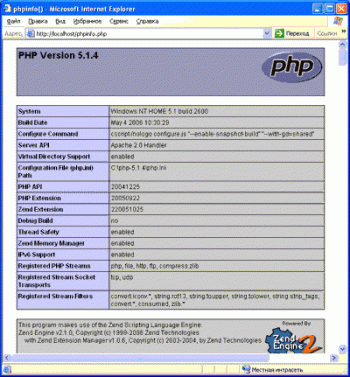 phpinfo() - Microsoft Internet Explorer
Файл Правка Вид Избранное Сервис Справка
Адрес: http://localhost/phpinfo.php Переход Ссылки »
PHP Version 5.1.4
php
System Windows NT HOME 5.1 build 2600
Build Date May 4 2006 10:30:29
Configure Command cscript /nologo configure.js "--enable-snapshot-build" "--with-gd=shared"
Server API Apache 2.0 Handler
Virtual Directory Support enabled
Configuration File (php.ini) Path C:\php-5.1.4\php.ini
PHP API 20041225
PHP Extension 20050922
Zend Extension 220051025
Debug Build no
Thread Safety enabled
Zend Memory Manager enabled
IPv6 Support enabled
Registered PHP Streams php, file, http, ftp, compress.zlib
Registered Stream Socket Transports tcp, udp
Registered Stream Filters convert.iconv.*, string.rot13, string.toupper, string.tolower, string.strip_tags, convert.*, consumed, zlib.*
This program makes use of the Zend Scripting Language Engine:
Zend Engine v2.1.0, Copyright (c) 1998-2006 Zend Technologies
with Zend Extension Manager v1.0.6, Copyright (c) 2003-2004, by Zend Technologies
Powered By
Zend Engine 2
Местная интрасеть